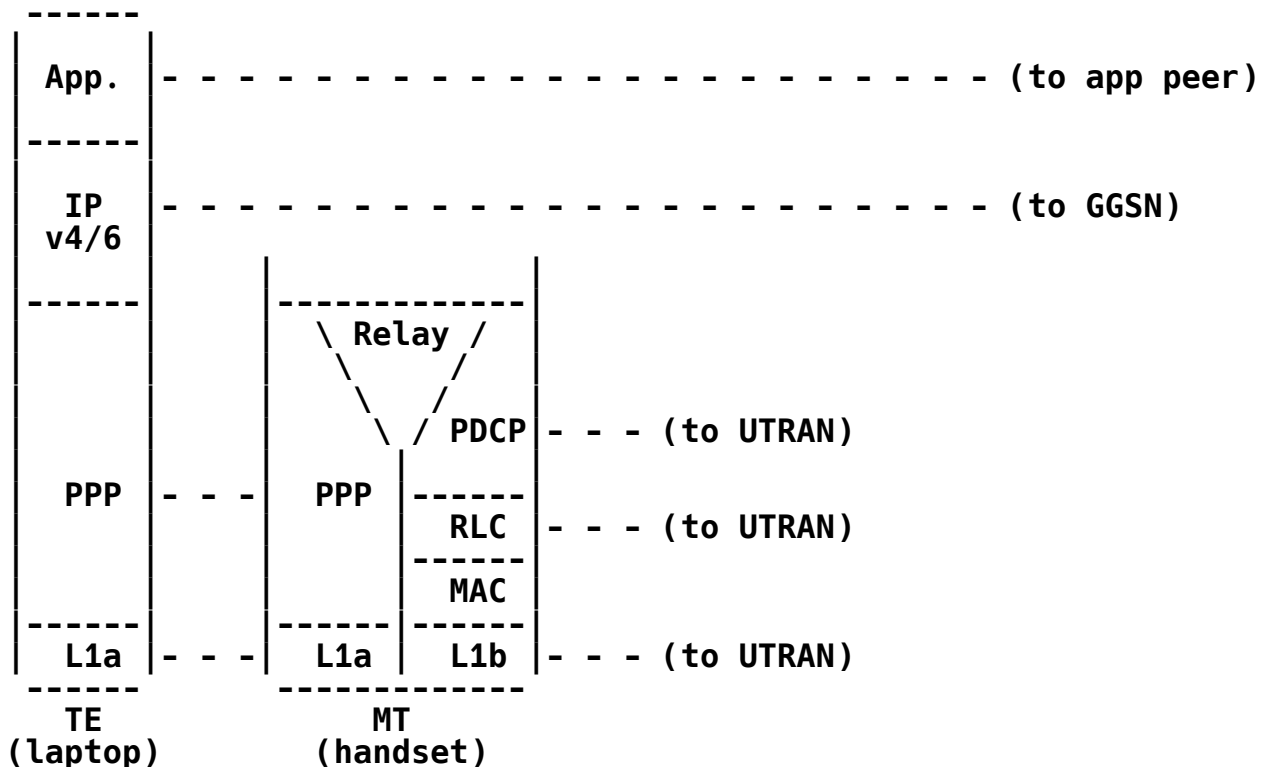 App. (to app peer)
IP (to GGSN)
v4/6
Relay
PDCP (to UTRAN)
PPP PPP
RLC (to UTRAN)
MAC
L1a L1a L1b (to UTRAN)
TE MT
(laptop) (handset)